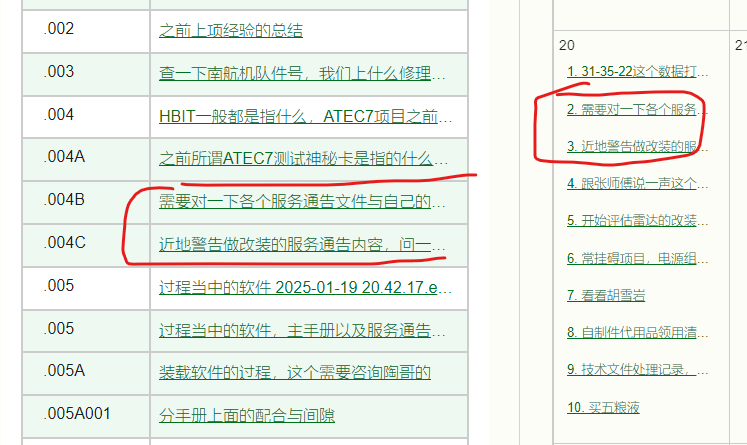 .002 之前上项经验的总结
.003 查一下南航机队件号，我们上什么修理…
.004 HBIT一般都是指什么，ATEC7项目之前…
.004A 之前所谓ATEC7测试神秘卡是指的什么…
.004B 需要对一下各个服务通告文件与自己的…
.004C 近地警告做改装的服务通告内容，问一…
.005 过程当中的软件 2025-01-19 20.42.17.e…
.005 过程当中的软件，主手册以及服务通告…
.005A 装载软件的过程，这个需要咨询陶哥的
.005A001 分手册上面的配合与间隙
20
21
1. 31-35-22这个数据打…
2. 需要对一下各个服务…
3. 近地警告做改装的服…
4. 跟张师傅说一声这个…
5. 开始评估雷达的改装…
6. 常挂碍项目，电源组…
7. 看看胡雪岩
8. 自制件代用品领用清…
9. 技术文件处理记录，…
10. 买五粮液